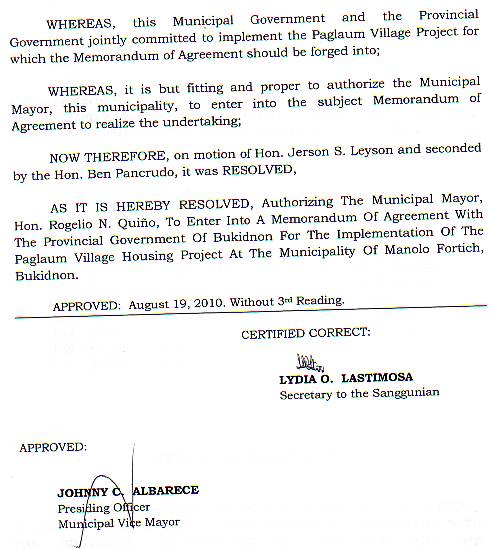 WHEREAS, this Municipal Government and the Provincial
Government jointly committed to implement the Paglaum Village Project for
which the Memorandum of Agreement should be forged into;
WHEREAS, it is but fitting and proper to authorize the Municipal
Mayor, this municipality, to enter into the subject Memorandum of
Agreement to realize the undertaking;
NOW THEREFORE, on motion of Hon. Jerson S. Leyson and seconded
by the Hon. Ben Pancrudo, it was RESOLVED,
AS IT IS HEREBY RESOLVED, Authorizing The Municipal Mayor,
Hon. Rogelio N. Quiño, To Enter Into A Memorandum Of Agreement With
The Provincial Government Of Bukidnon For The Implementation Of The
Paglaum Village Housing Project At The Municipality Of Manolo Fortich,
Bukidnon.
APPROVED: August 19, 2010. Without 3rd Reading.
CERTIFIED CORRECT:
LYDIA O. LASTIMOSA
Secretary to the Sanggunian
APPROVED:
JOHNNY C. ALBARECE
Presiding Officer
Municipal Vice Mayor